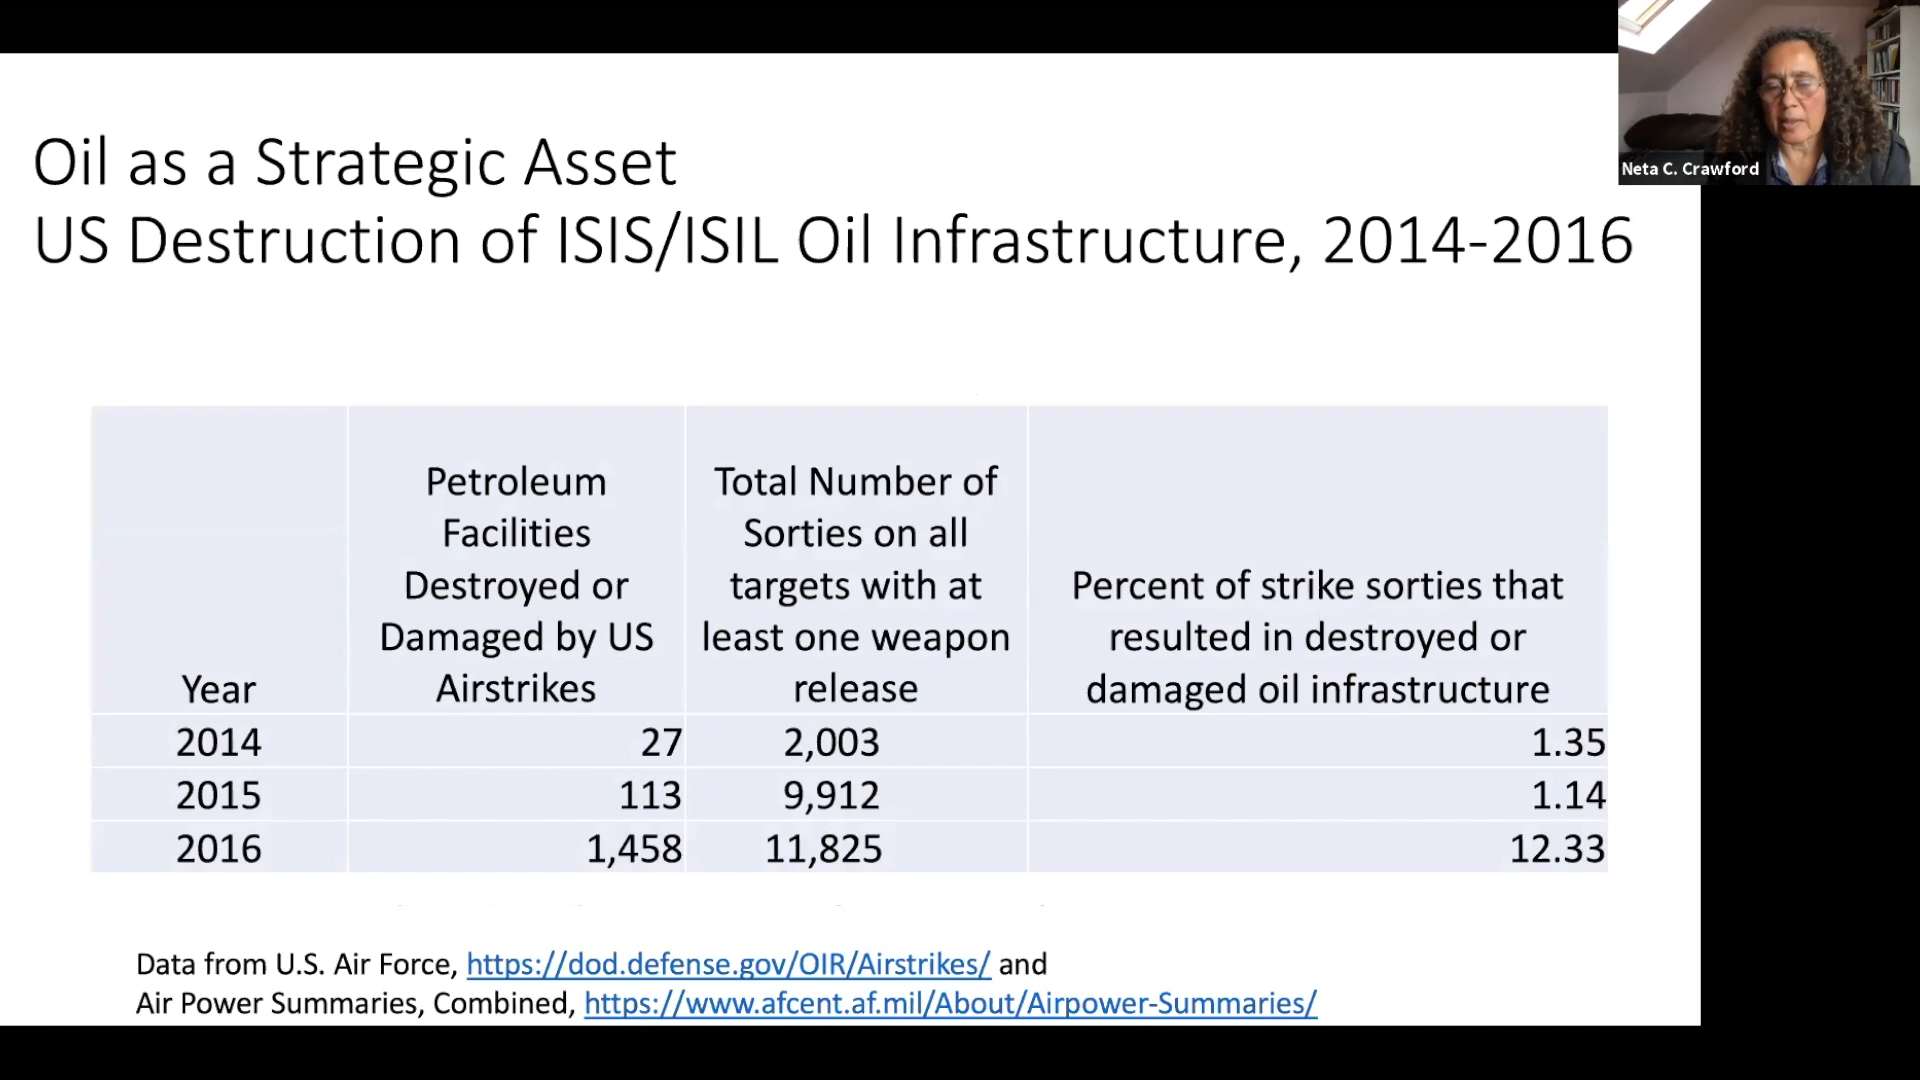 Neta C. Crawford
Oil as a Strategic Asset
US Destruction of ISIS/ISIL Oil Infrastructure, 2014-2016
Year
Petroleum
Facilities
Destroyed or
Damaged by US
Airstrikes
Total Number of
Sorties on all
targets with at
least one weapon
release
Percent of strike sorties that
resulted in destroyed or
damaged oil infrastructure
2014 27 2,003 1.35
2015 113 9,912 1.14
2016 1,458 11,825 12.33
Data from U.S. Air Force, https://dod.defense.gov/OIR/Airstrikes/ and
Air Power Summaries, Combined, https://www.afcent.af.mil/About/Airpower-Summaries/